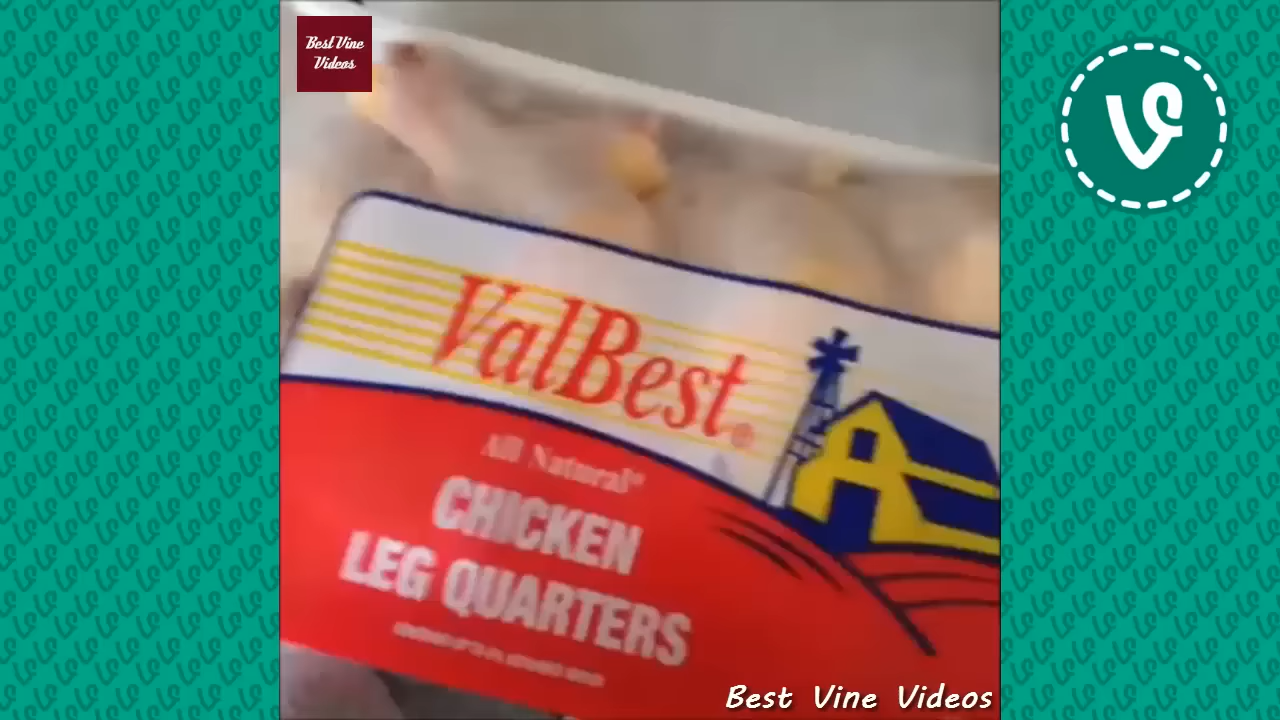 Best Vine
Videos
ValBest®
All Natural*
CHICKEN
LEG QUARTERS
Best Vine Videos